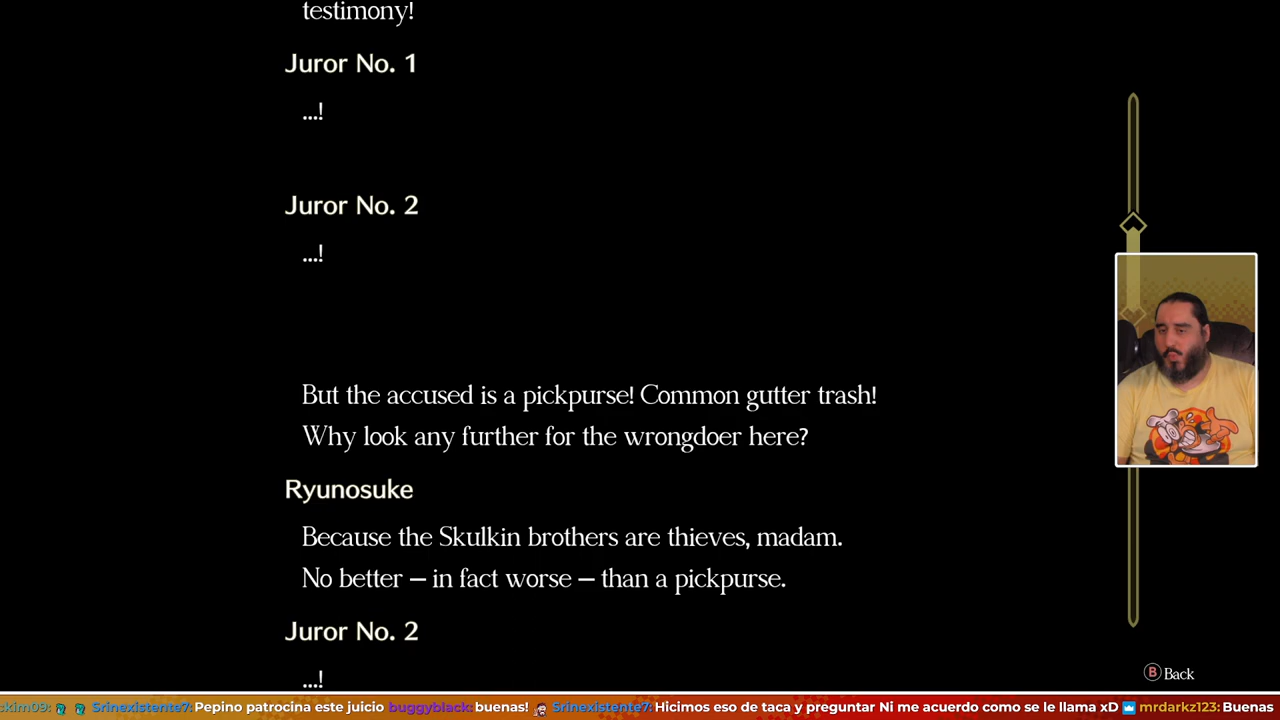 testimony!
Juror No. 1
...!
Juror No. 2
...!
But the accused is a pickpurse! Common gutter trash!
Why look any further for the wrongdoer here?
Ryunosuke
Because the Skulkin brothers are thieves, madam.
No better – in fact worse – than a pickpurse.
Juror No. 2
...!
B Back
ckim09: Srinexistente7: Pepino patrocina este juicio buggyblack: buenas! Srinexistente7: Hicimos eso de taca y preguntar Ni me acuerdo como se le llama xD mrdarkz123: Buenas